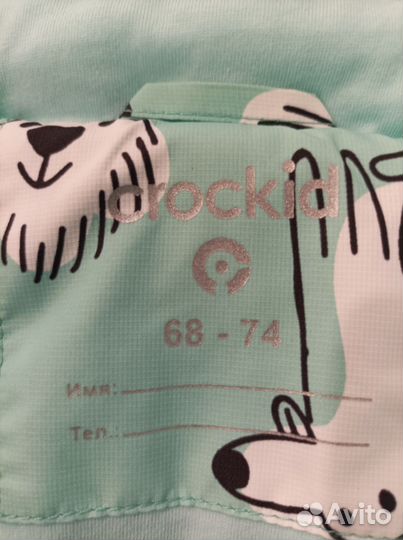 crockid
68 - 74
Имя:
Тел.:
Avito